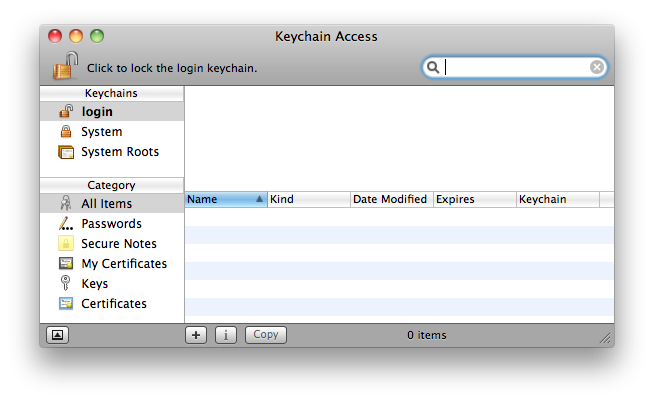 Keychain Access
Click to lock the login keychain.
Keychains
login
System
System Roots
Category
All Items
Passwords
Secure Notes
My Certificates
Keys
Certificates
Name Kind Date Modified Expires Keychain
+ i Copy 0 items